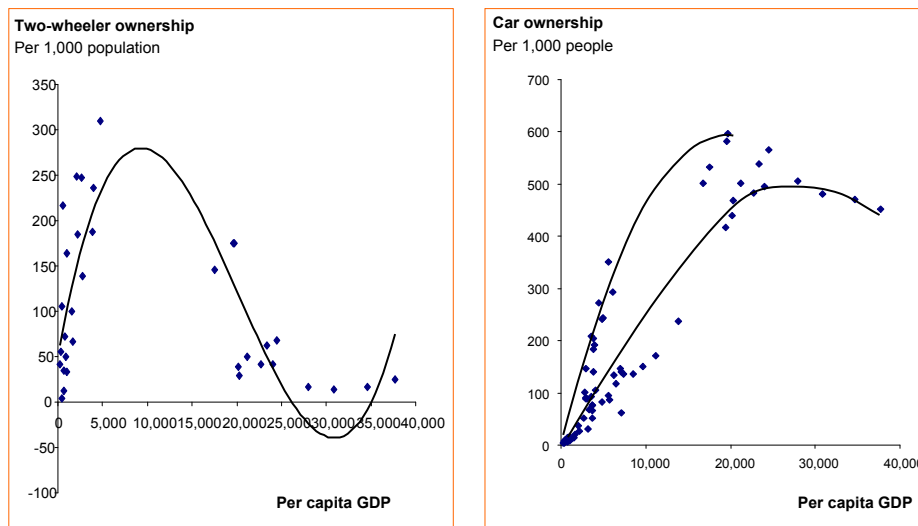 Two-wheeler ownership
Per 1,000 population
350
300
250
200
150
100
50
0
-50
-100
0 5,000 10,000 15,000 20,000 25,000 30,000 35,000 40,000
Per capita GDP
Car ownership
Per 1,000 people
700
600
500
400
300
200
100
0
0 10,000 20,000 30,000 40,000
Per capita GDP